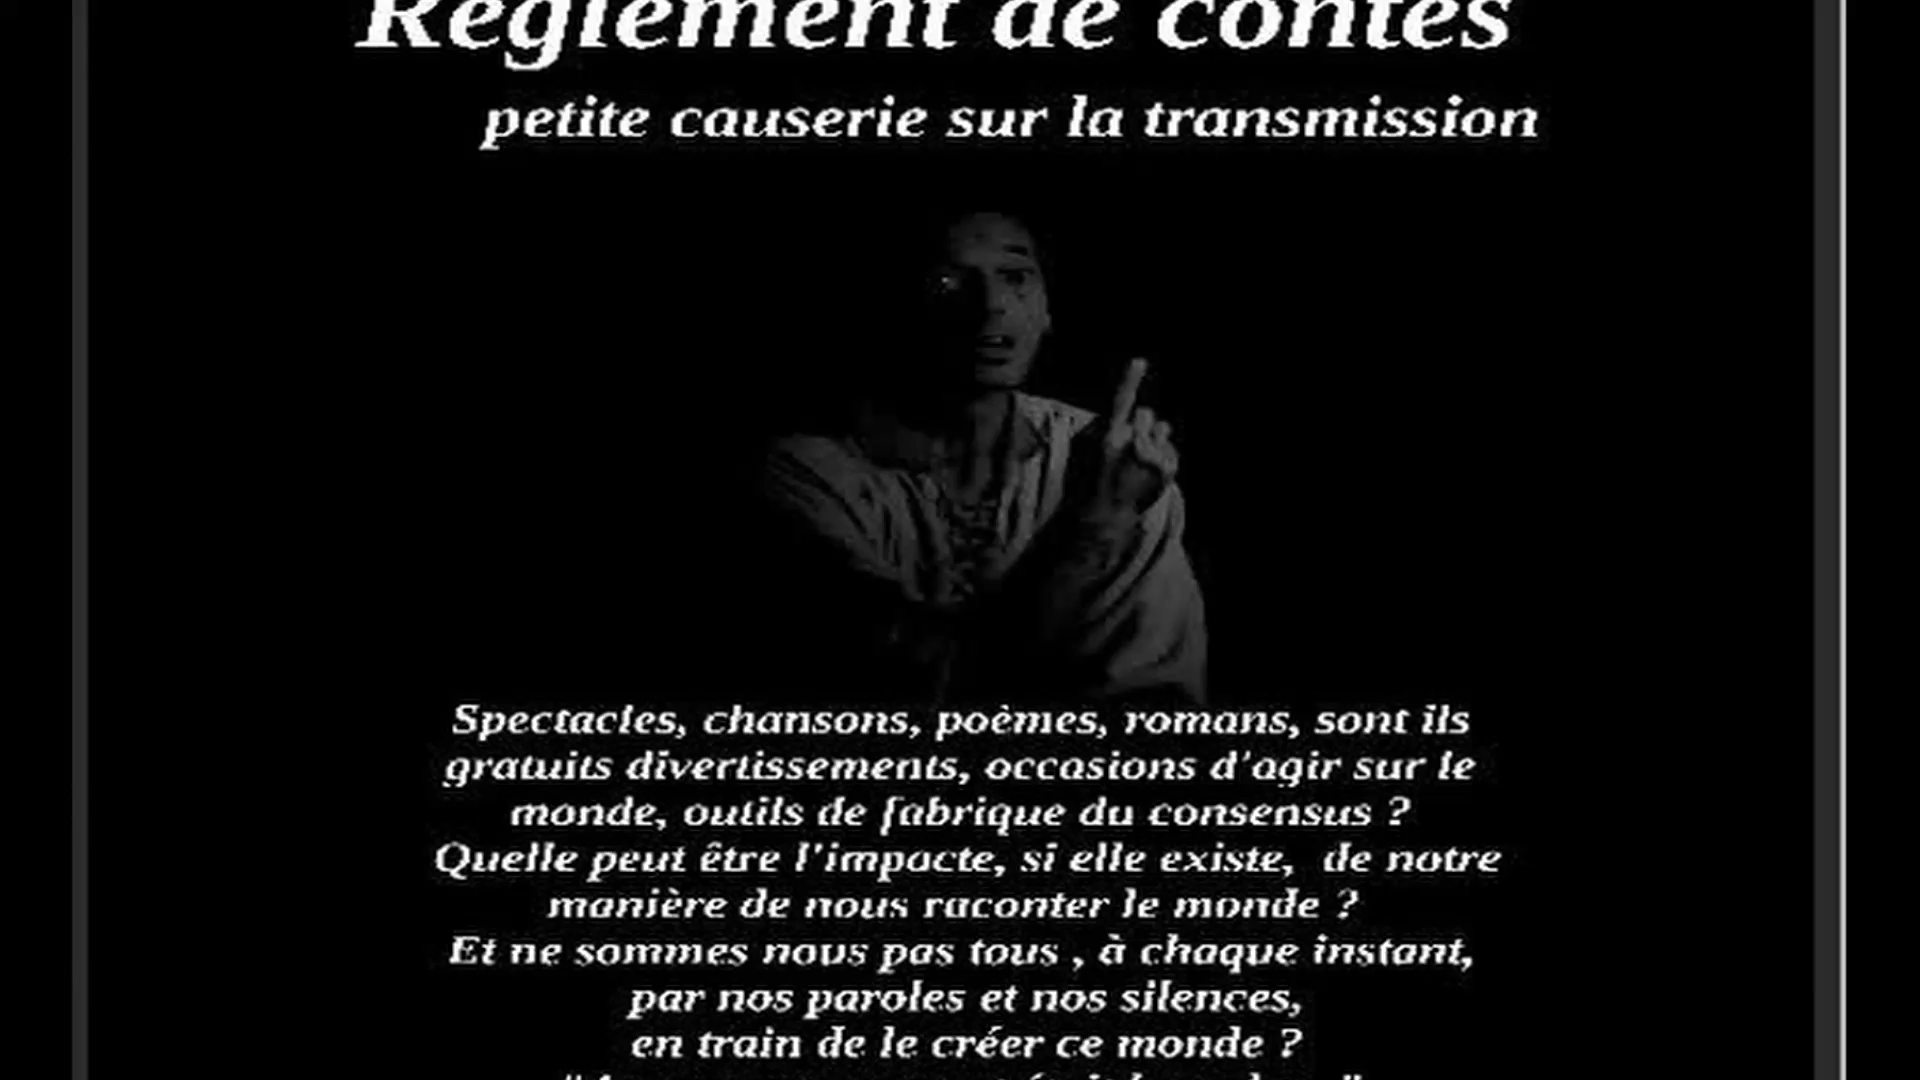 Règlement de contes
petite causerie sur la transmission
Spectacles, chansons, poèmes, romans, sont ils
gratuits divertissements, occasions d'agir sur le
monde, outils de fabrique du consensus ?
Quelle peut être l'impacte, si elle existe, de notre
manière de nous raconter le monde ?
Et ne sommes nous pas tous , à chaque instant,
par nos paroles et nos silences,
en train de le créer ce monde ?